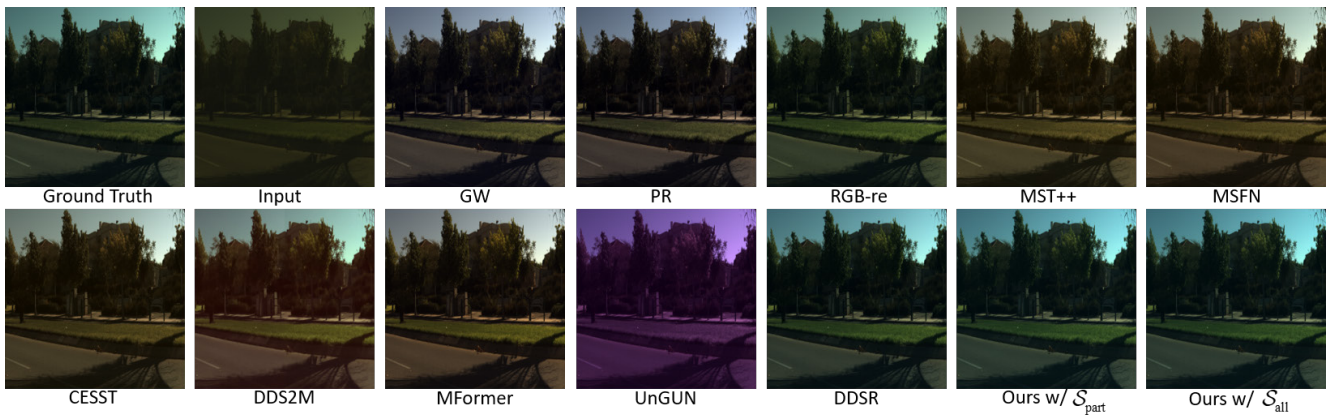 Ground Truth Input GW PR RGB-re MST++ MSFN
CESST DDS2M MFormer UnGUN DDSR Ours w/ 𝒮part Ours w/ 𝒮all